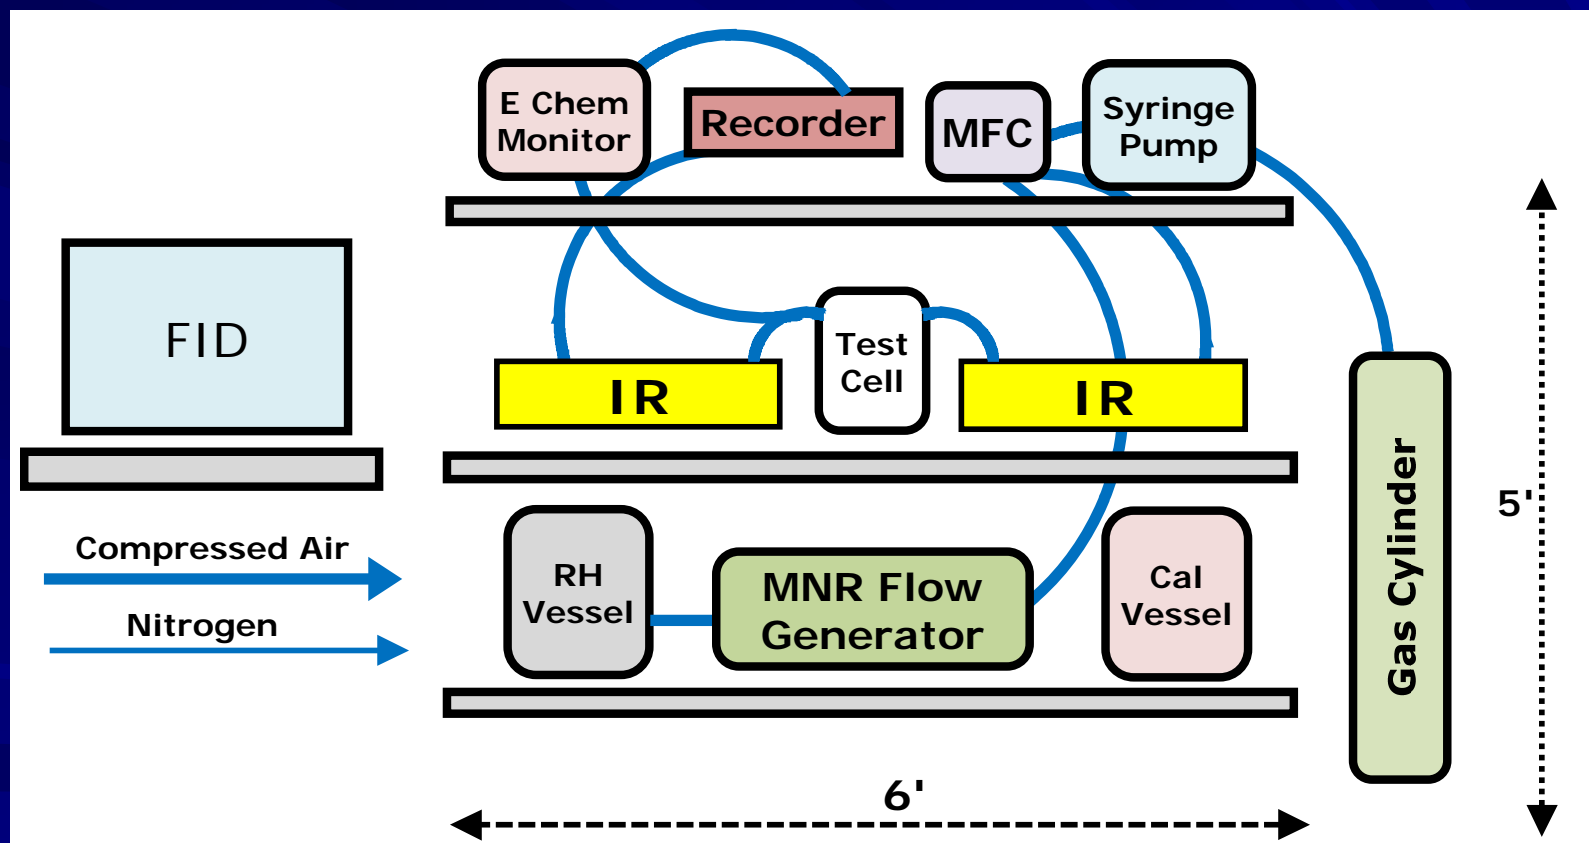 E Chem
Monitor
Recorder
MFC
Syringe
Pump
FID
IR
Test
Cell
IR
Gas Cylinder
5'
Compressed Air
Nitrogen
RH
Vessel
MNR Flow
Generator
Cal
Vessel
6'